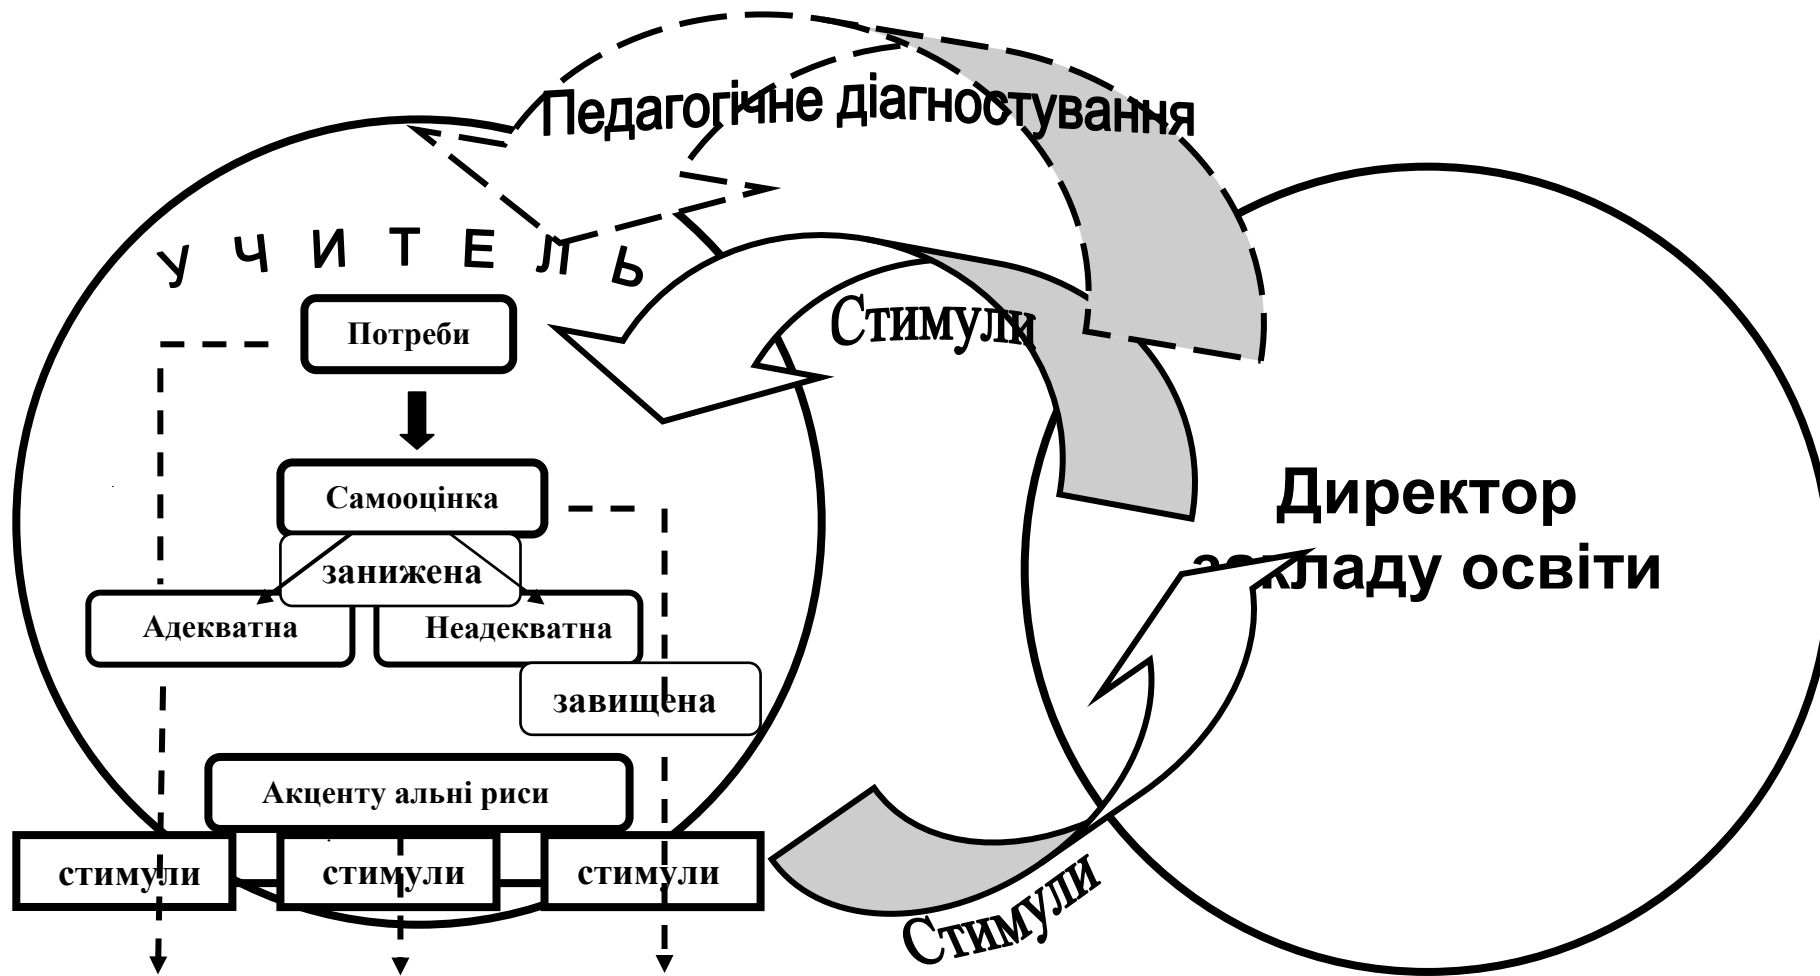 Педагогічне діагностування
УЧИТЕЛЬ
Потреби
Стимули
Самооцінка
Директор
закладу освіти
занижена
Адекватна
Неадекватна
завищена
Акценту альні риси
стимули
стимули
стимули
Стимули